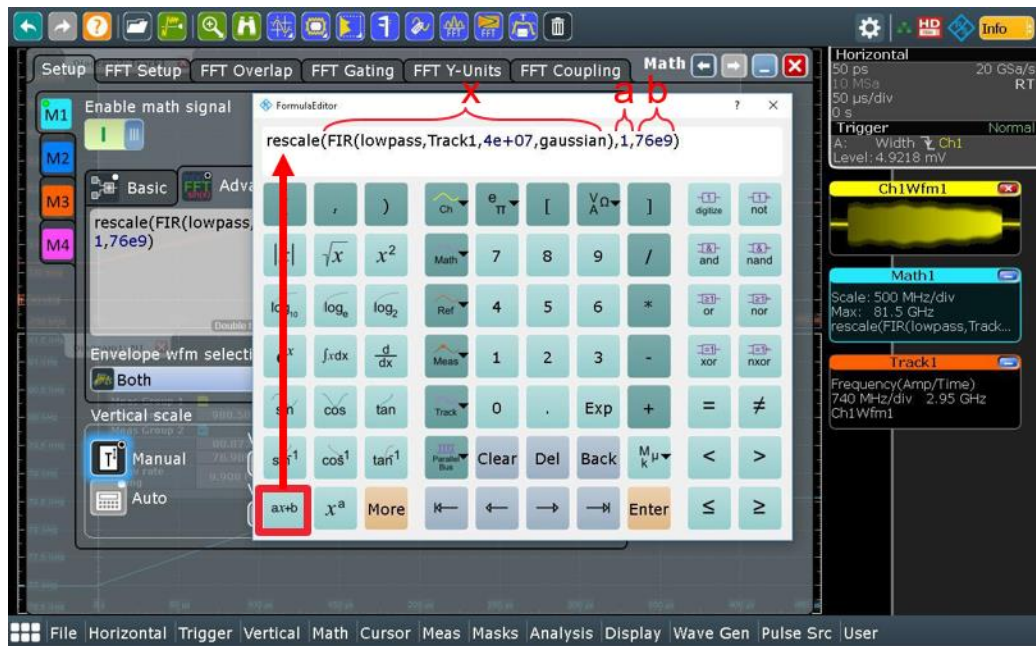 HD
Info
Setup FFT Setup FFT Overlap FFT Gating FFT Y-Units FFT Coupling Math
Enable math signal
M1
M2
M3
M4
Basic
FFT
Adva
rescale(FIR(lowpass,
1,76e9)
Double
Envelope wfm selecti
Both
Vertical scale
Manual
Auto
FormulaEditor ? ×
x a b
rescale(FIR(lowpass,Track1,4e+07,gaussian),1,76e9)
, ) Ch e π [ V Ω A ] digitize not
|x| √x x² Math 7 8 9 / and nand
log10 loge log2 Ref 4 5 6 * or nor
∫xdx d/dx Meas 1 2 3 - xor nxor
sin cos tan Track 0 . Exp + = ≠
sin-1 cos1 tan-1 Parallel Bus Clear Del Back M μ k < >
ax+b xa More Enter ≤ ≥
Horizontal
50 ps 20 GSa/s
10 MSa RT
50 µs/div
0 s
Trigger Normal
A: Width Ch1
Level: 4.9218 mV
Ch1Wfm1
Math1
Scale: 500 MHz/div
Max: 81.5 GHz
rescale(FIR(lowpass,Track...
Track1
Frequency(Amp/Time)
740 MHz/div 2.95 GHz
Ch1Wfm1
File Horizontal Trigger Vertical Math Cursor Meas Masks Analysis Display Wave Gen Pulse Src User